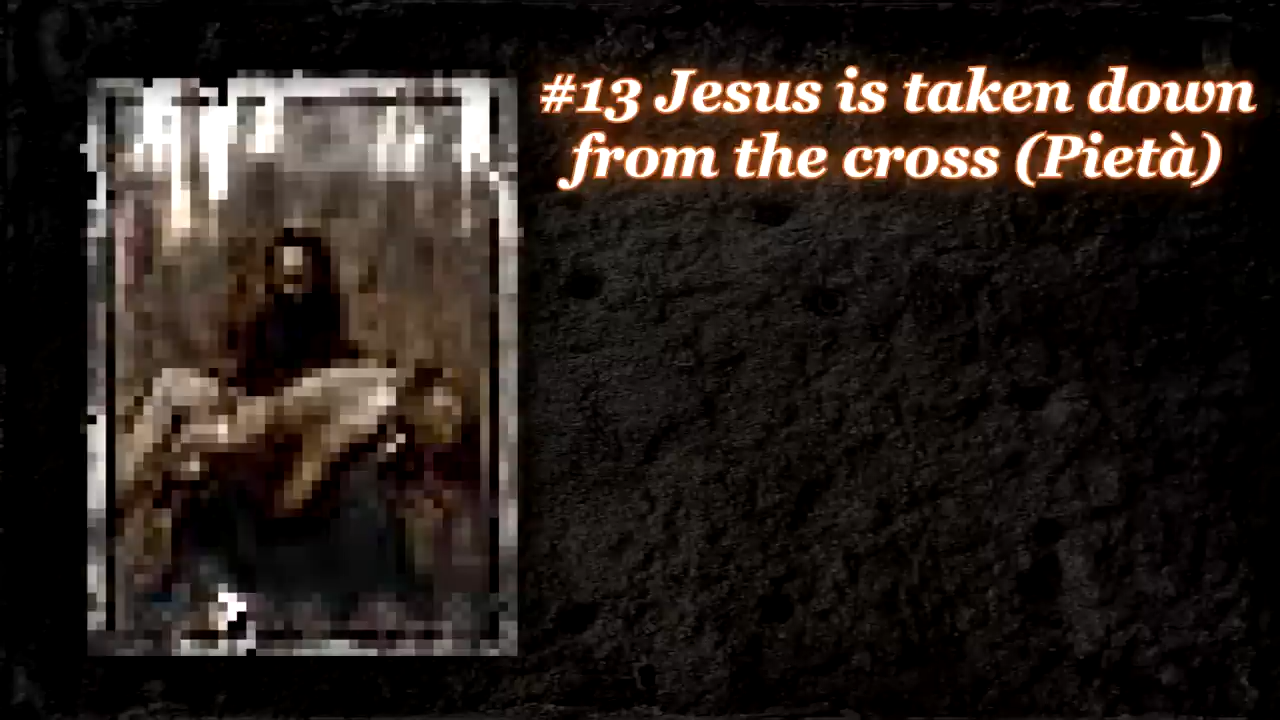 #13 Jesus is taken down
from the cross (Pietà)